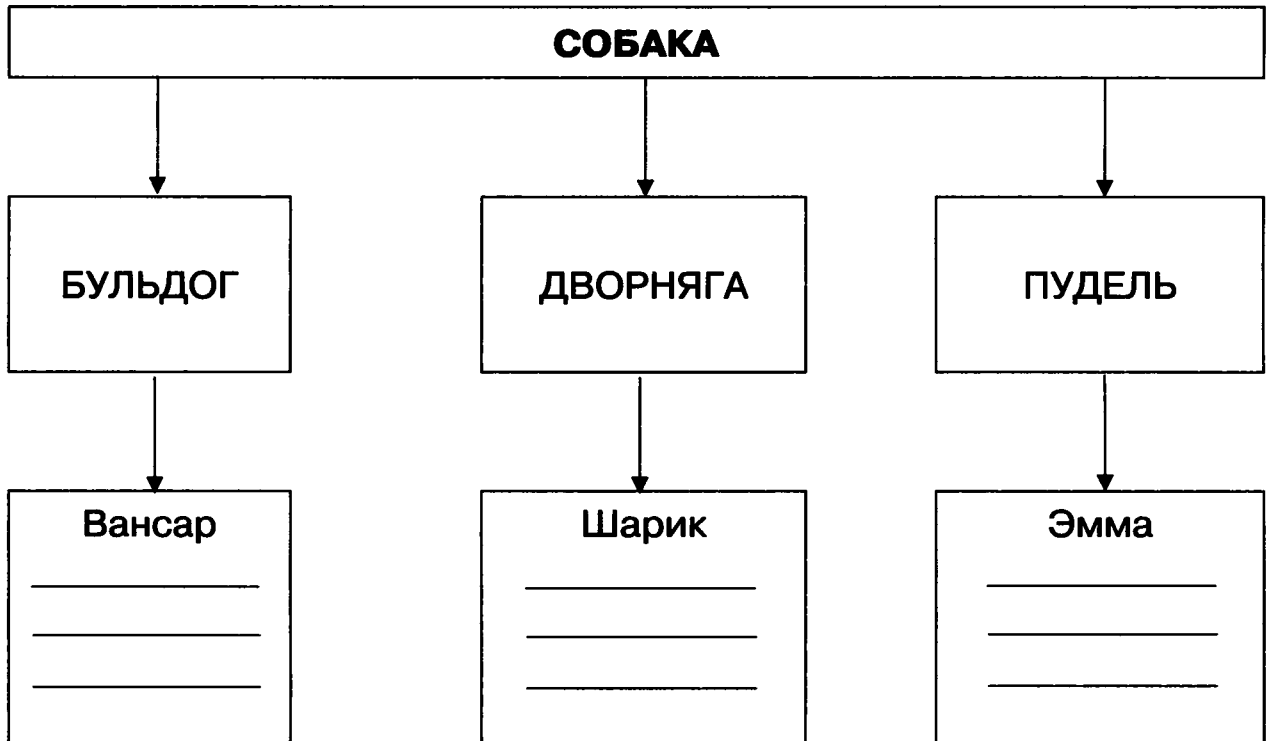 СОБАКА
БУЛЬДОГ
ДВОРНЯГА
ПУДЕЛЬ
Вансар
Шарик
Эмма